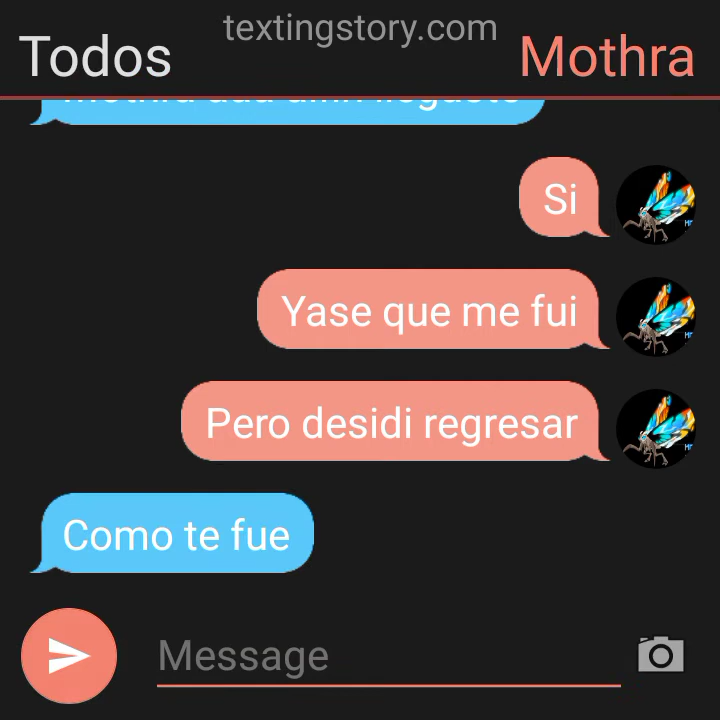 textingstory.com
Todos
Mothra
Si
Yase que me fui
Pero desidi regresar
Como te fue
Message